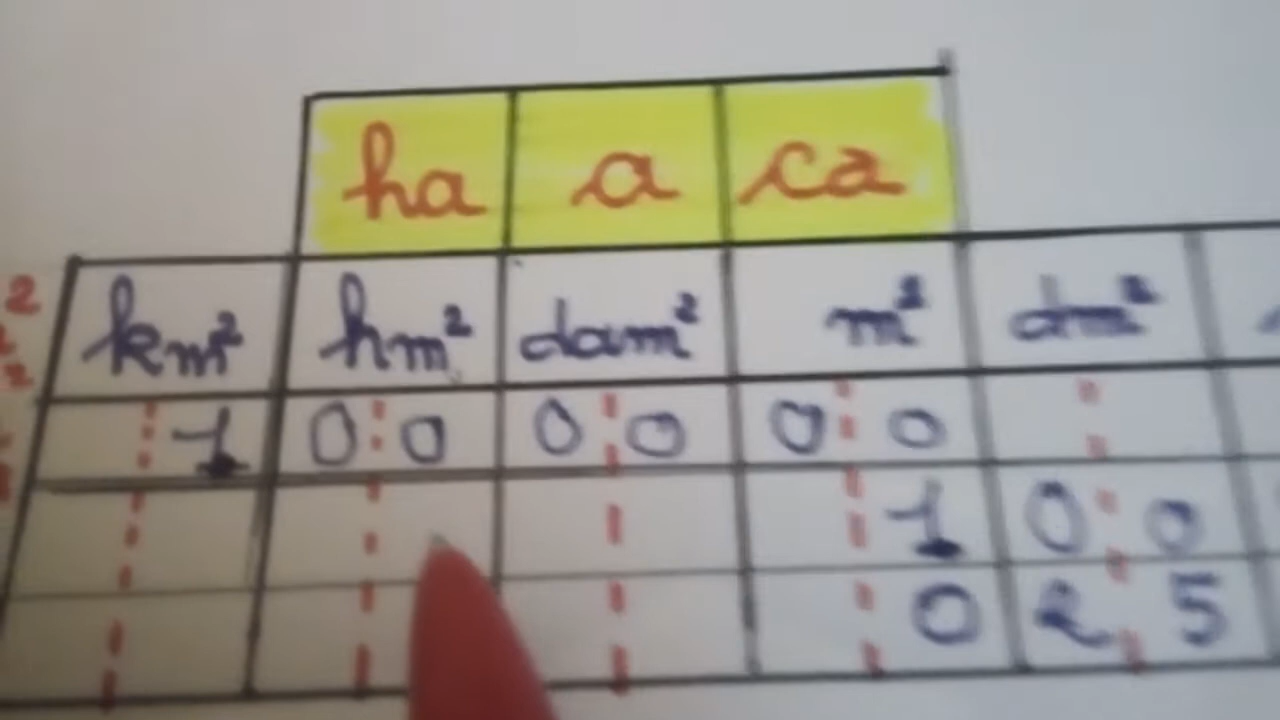 ha a ca
km² hm² dam² m² dm²
1 0 0 0 0 0 0
1 0 0
0 2 5